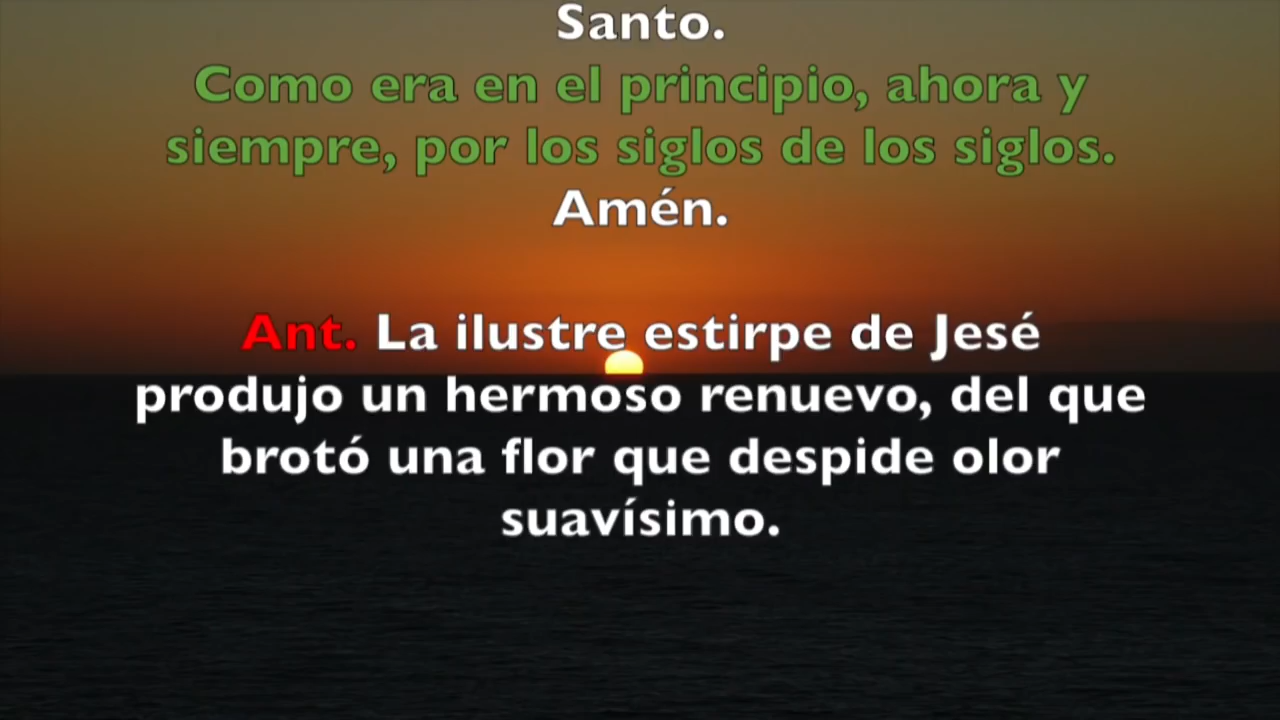 Santo.
Como era en el principio, ahora y
siempre, por los siglos de los siglos.
Amén.
Ant. La ilustre estirpe de Jesé
produjo un hermoso renuevo, del que
brotó una flor que despide olor
suavísimo.